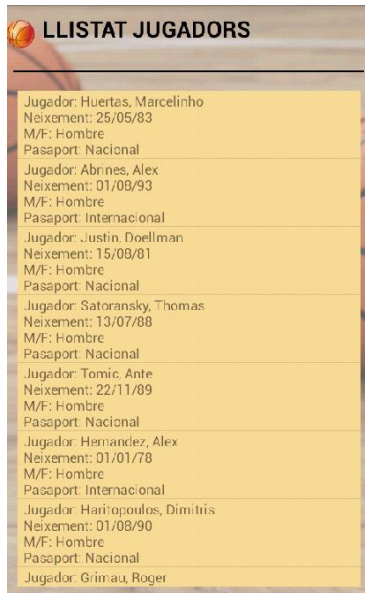 LLISTAT JUGADORS
Jugador: Huertas, Marcelinho
Neixement: 25/05/83
M/F: Hombre
Pasaport: Nacional
Jugador: Abrines, Alex
Neixement: 01/08/93
M/F: Hombre
Pasaport: Internacional
Jugador: Justin, Doellman
Neixement: 15/08/81
M/F: Hombre
Pasaport: Nacional
Jugador: Satoransky, Thomas
Neixement: 13/07/88
M/F: Hombre
Pasaport: Nacional
Jugador: Tomic, Ante
Neixement: 22/11/89
M/F: Hombre
Pasaport: Nacional
Jugador: Hernandez, Alex
Neixement: 01/01/78
M/F: Hombre
Pasaport: Internacional
Jugador: Haritopoulos, Dimitris
Neixement: 01/08/90
M/F: Hombre
Pasaport: Nacional
Jugador: Grimau, Roger